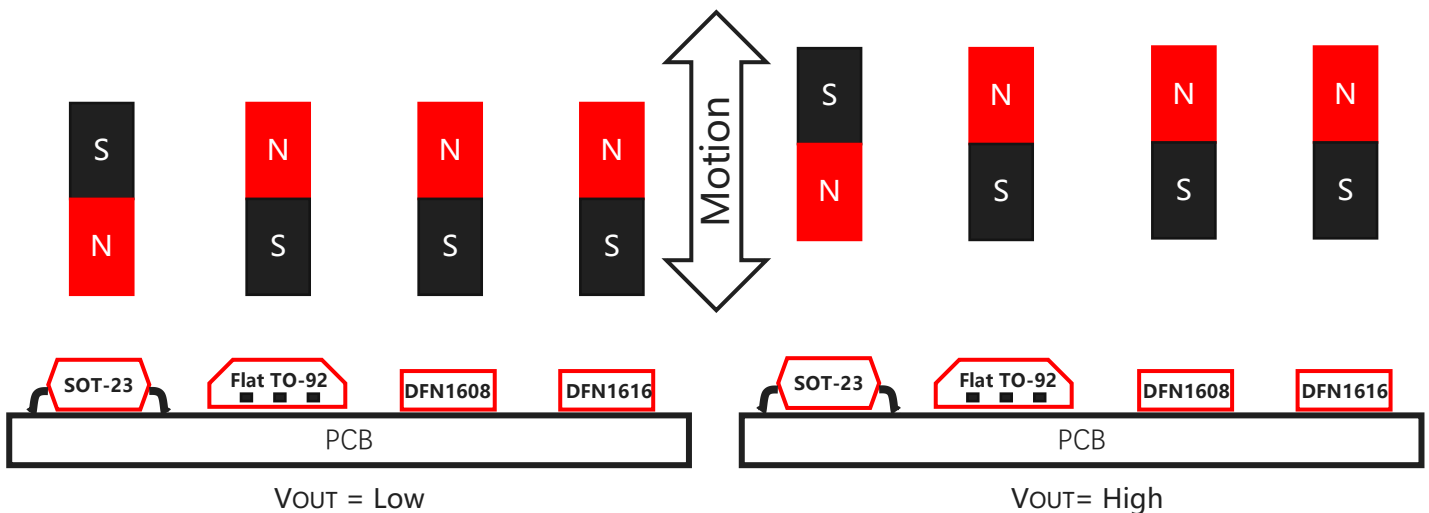 S N N N
N S S S
Motion
S N N N
N S S S
SOT-23 Flat TO-92 DFN1608 DFN1616
PCB
VOUT = Low
SOT-23 Flat TO-92 DFN1608 DFN1616
PCB
VOUT= High